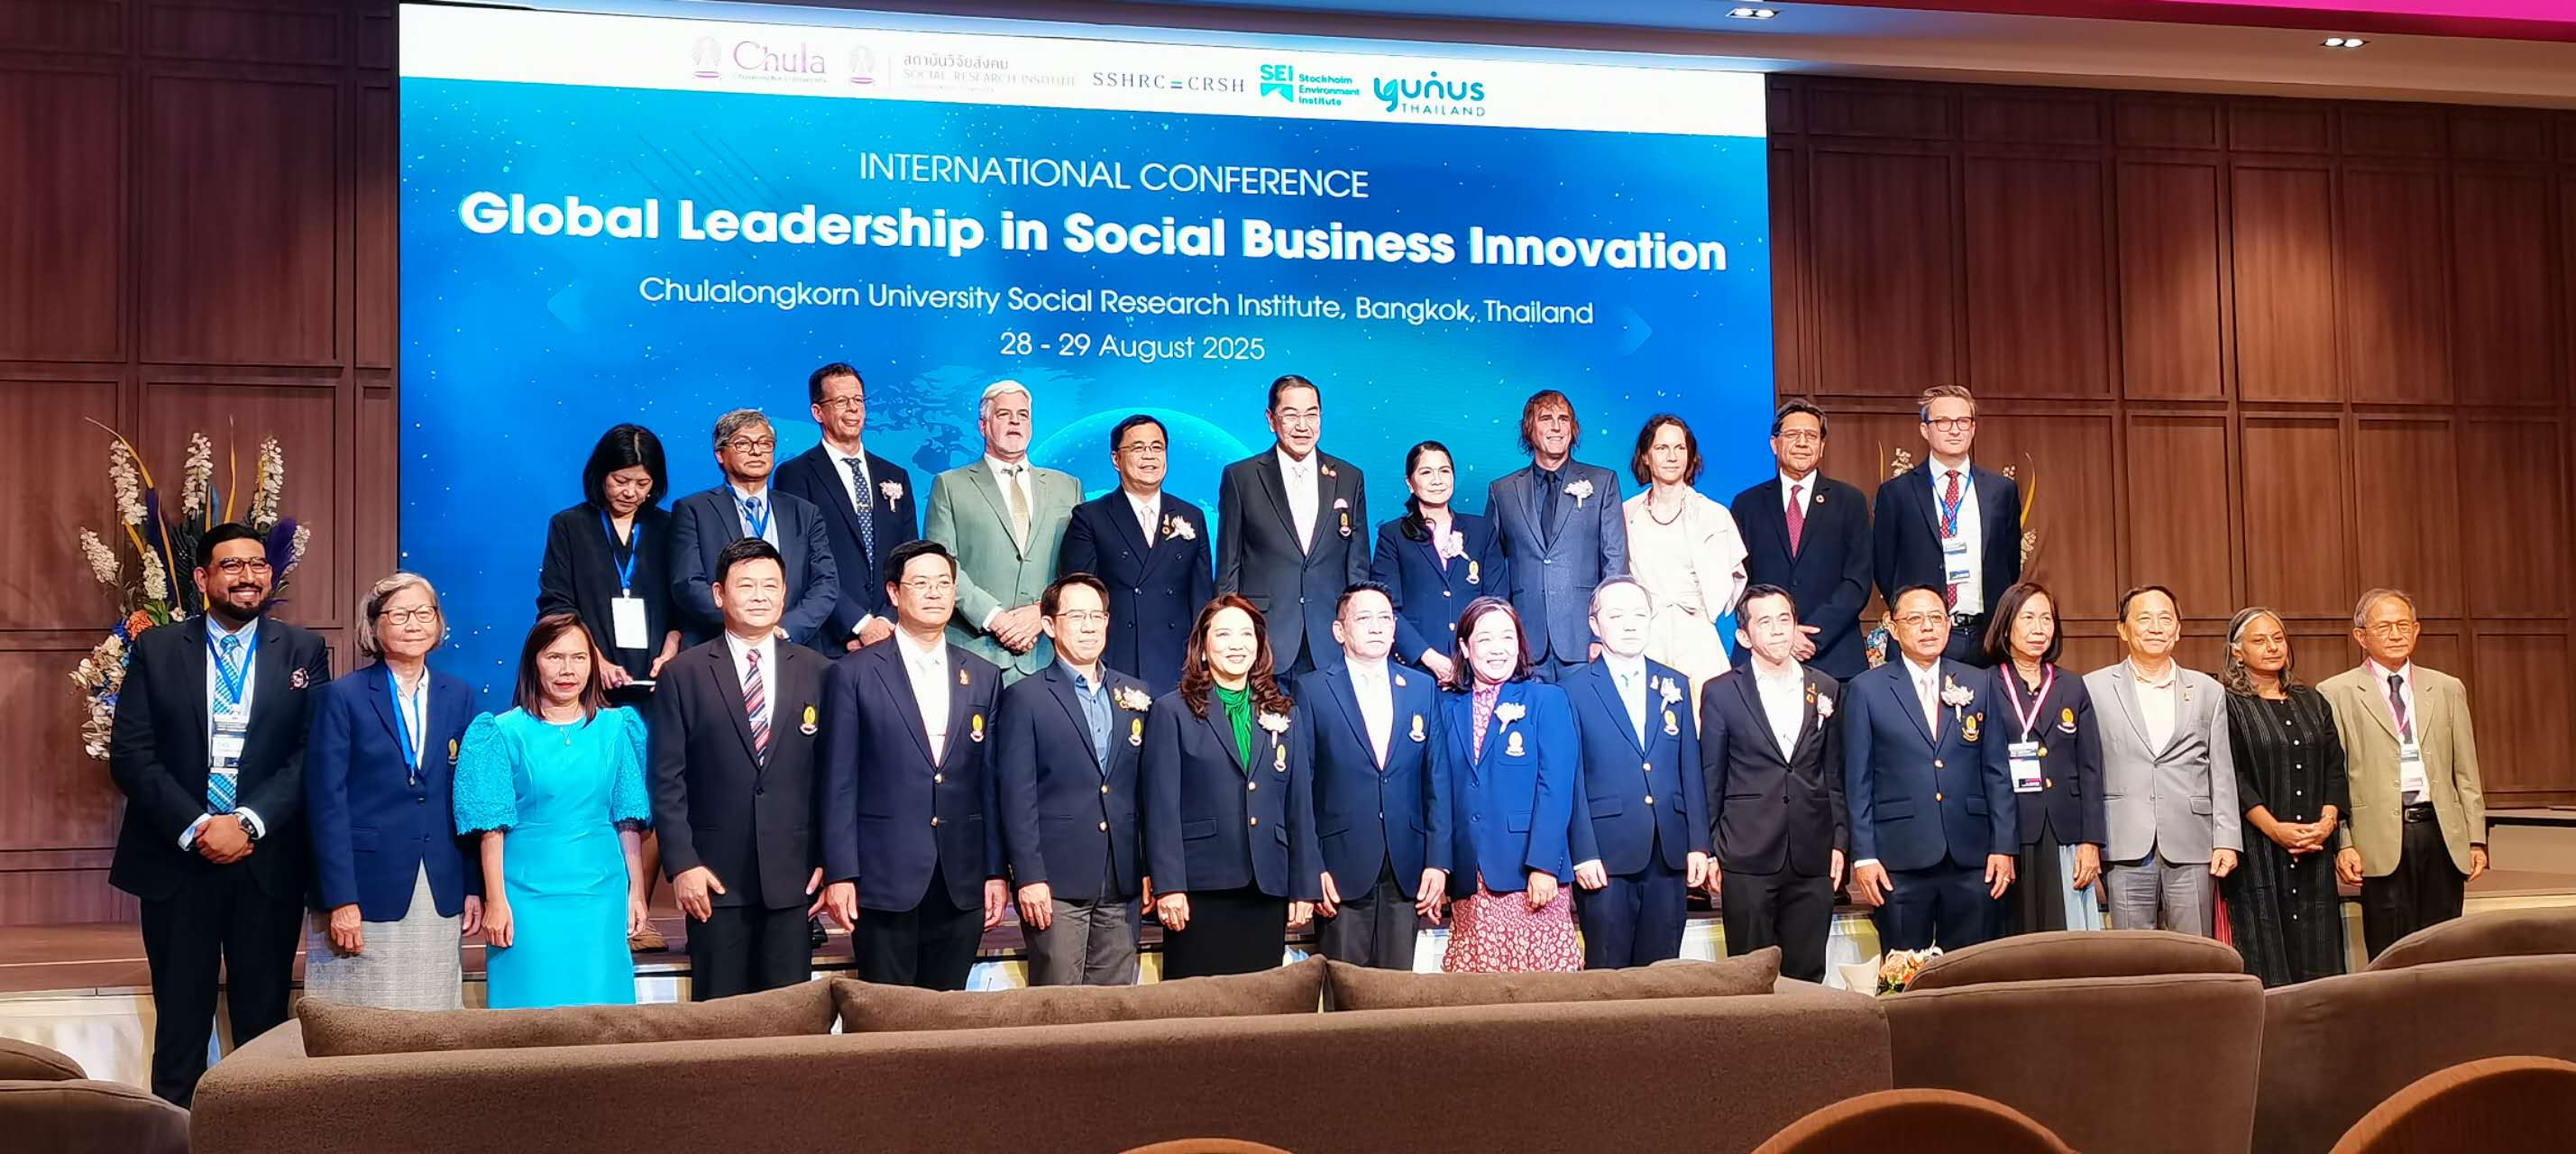 Chula
สถาบันวิจัยสังคม
SOCIAL RESEARCH INSTITUTE
SSHRC≡CRSH
SEI Stockholm
Environment
Institute
yunus
THAILAND
INTERNATIONAL CONFERENCE
Global Leadership in Social Business Innovation
Chulalongkorn University Social Research Institute, Bangkok, Thailand
28 - 29 August 2025